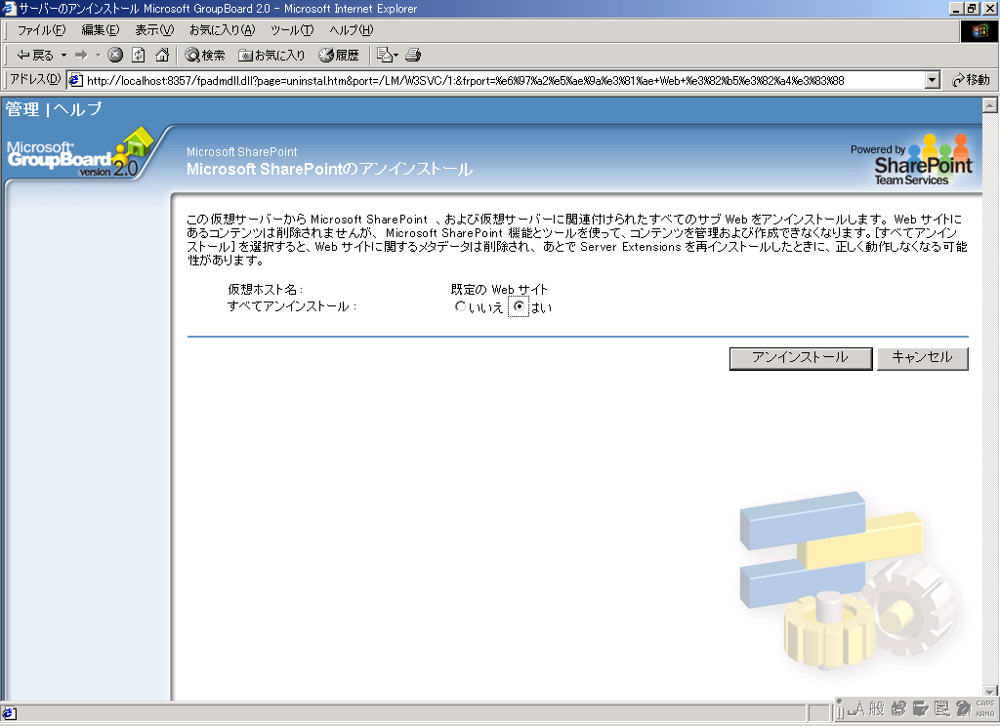 サーバーのアンインストール Microsoft GroupBoard 2.0 - Microsoft Internet Explorer
ファイル(F) 編集(E) 表示(V) お気に入り(A) ツール(T) ヘルプ(H)
戻る 検索 お気に入り 履歴
アドレス(D) http://localhost:8357/fpadmdll.dll?page=uninstal.htm&port=/LM/W3SVC/1:&frport=%e6%97%a2%e5%ae%9a%e3%81%ae+Web+%e3%82%b5%e3%82%a4%e3%83%88 移動
管理 | ヘルプ
Microsoft GroupBoard version 2.0
Microsoft SharePoint
Microsoft SharePointのアンインストール
Powered by SharePoint Team Services
この仮想サーバーから Microsoft SharePoint 、および仮想サーバーに関連付けられたすべてのサブ Web をアンインストールします。 Web サイトに
あるコンテンツは削除されませんが、 Microsoft SharePoint 機能とツールを使って、コンテンツを管理および作成できなくなります。[すべてアンイン
ストール] を選択すると、Web サイトに関するメタデータは削除され、あとで Server Extensions を再インストールしたときに、正しく動作しなくなる可能
性があります。
仮想ホスト名: 既定の Web サイト
すべてアンインストール : いいえ はい
アンインストール キャンセル
A 般 CAPS
KANA